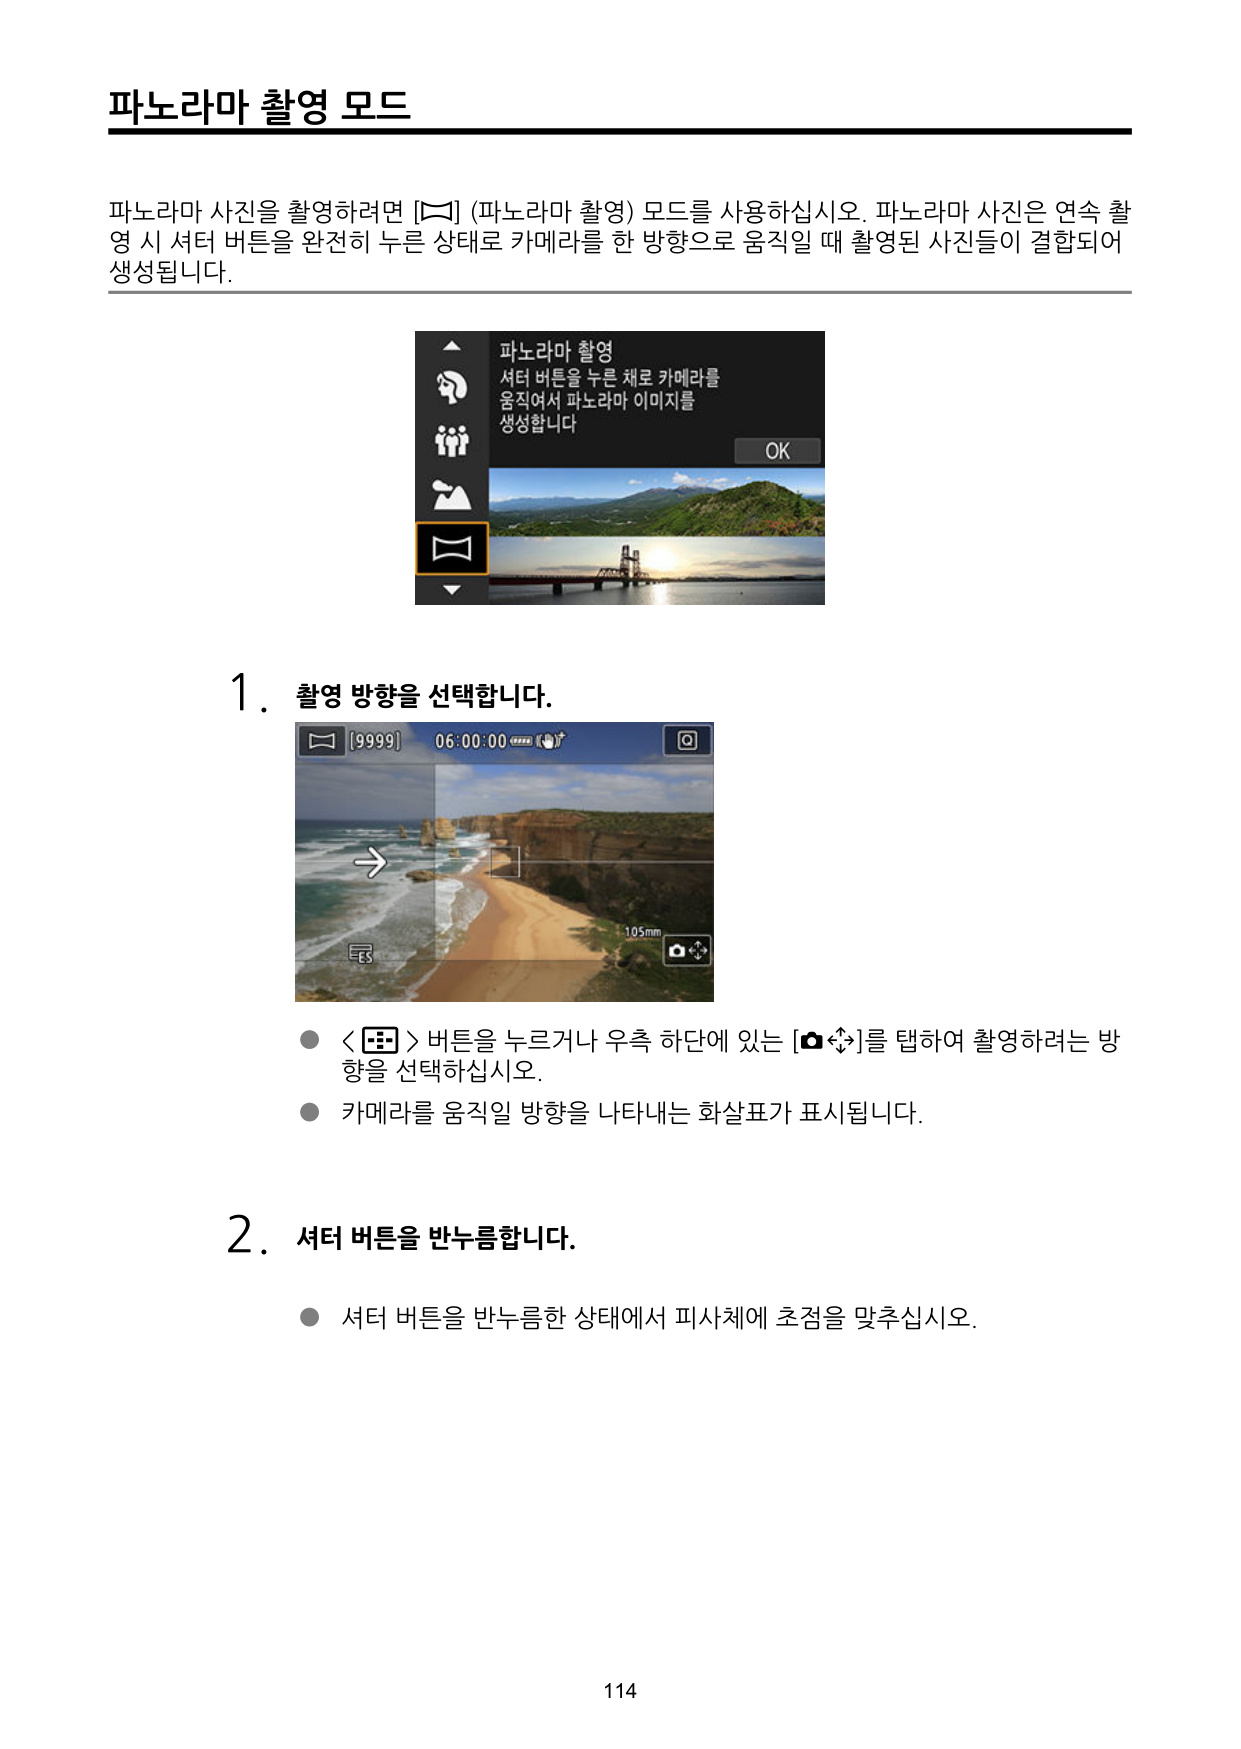 파노라마 촬영 모드
파노라마 사진을 촬영하려면 [ ] (파노라마 촬영) 모드를 사용하십시오. 파노라마 사진은 연속 촬
영 시 셔터 버튼을 완전히 누른 상태로 카메라를 한 방향으로 움직일 때 촬영된 사진들이 결합되어
생성됩니다.
파노라마 촬영
셔터 버튼을 누른 채로 카메라를
움직여서 파노라마 이미지를
생성합니다
OK
1. 촬영 방향을 선택합니다.
[9999] 06:00:00 Q
105mm
ES
● < > 버튼을 누르거나 우측 하단에 있는 [ ]를 탭하여 촬영하려는 방
향을 선택하십시오.
● 카메라를 움직일 방향을 나타내는 화살표가 표시됩니다.
2. 셔터 버튼을 반누름합니다.
● 셔터 버튼을 반누름한 상태에서 피사체에 초점을 맞추십시오.
114